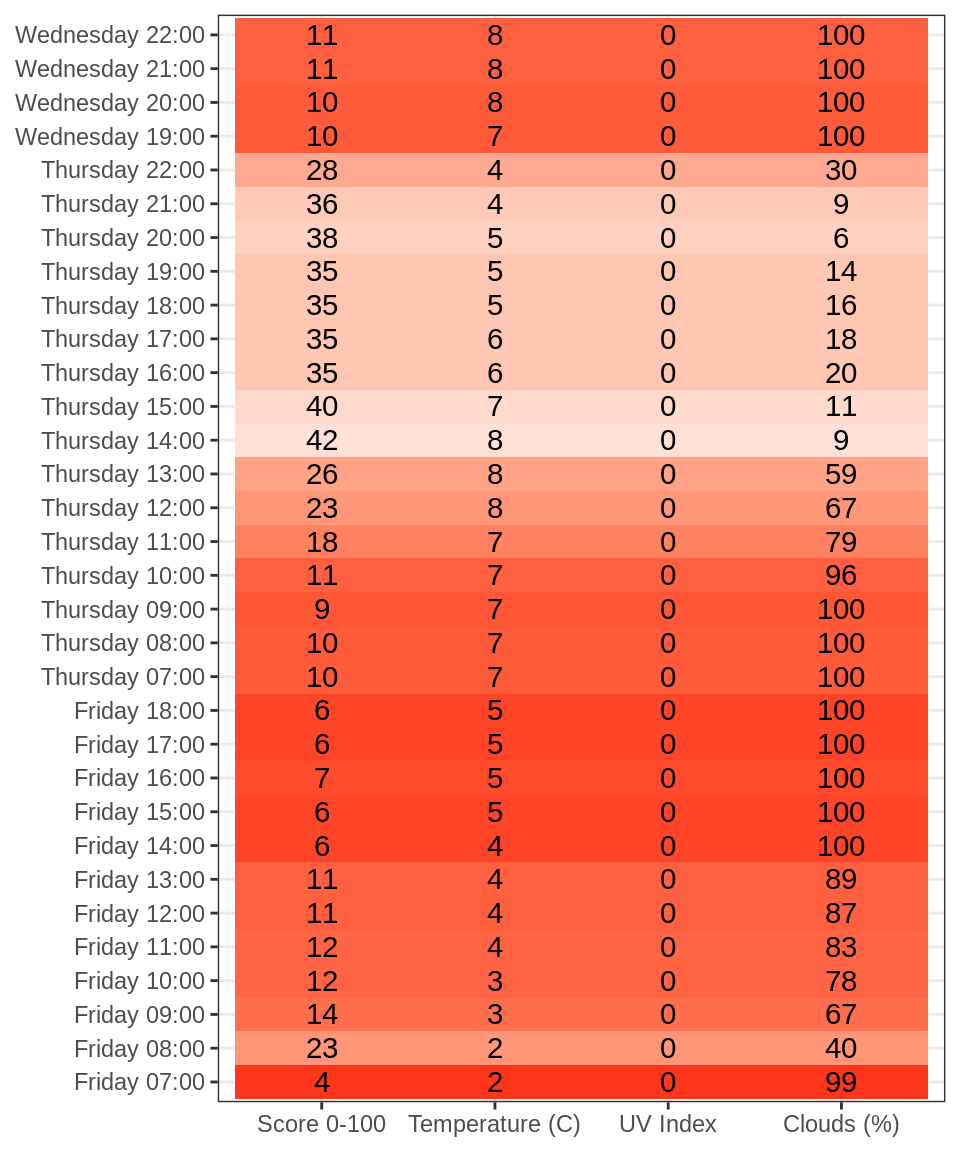 Wednesday 22:00 11 8 0 100
Wednesday 21:00 11 8 0 100
Wednesday 20:00 10 8 0 100
Wednesday 19:00 10 7 0 100
Thursday 22:00 28 4 0 30
Thursday 21:00 36 4 0 9
Thursday 20:00 38 5 0 6
Thursday 19:00 35 5 0 14
Thursday 18:00 35 5 0 16
Thursday 17:00 35 6 0 18
Thursday 16:00 35 6 0 20
Thursday 15:00 40 7 0 11
Thursday 14:00 42 8 0 9
Thursday 13:00 26 8 0 59
Thursday 12:00 23 8 0 67
Thursday 11:00 18 7 0 79
Thursday 10:00 11 7 0 96
Thursday 09:00 9 7 0 100
Thursday 08:00 10 7 0 100
Thursday 07:00 10 7 0 100
Friday 18:00 6 5 0 100
Friday 17:00 6 5 0 100
Friday 16:00 7 5 0 100
Friday 15:00 6 5 0 100
Friday 14:00 6 4 0 100
Friday 13:00 11 4 0 89
Friday 12:00 11 4 0 87
Friday 11:00 12 4 0 83
Friday 10:00 12 3 0 78
Friday 09:00 14 3 0 67
Friday 08:00 23 2 0 40
Friday 07:00 4 2 0 99
Score 0-100 Temperature (C) UV Index Clouds (%)